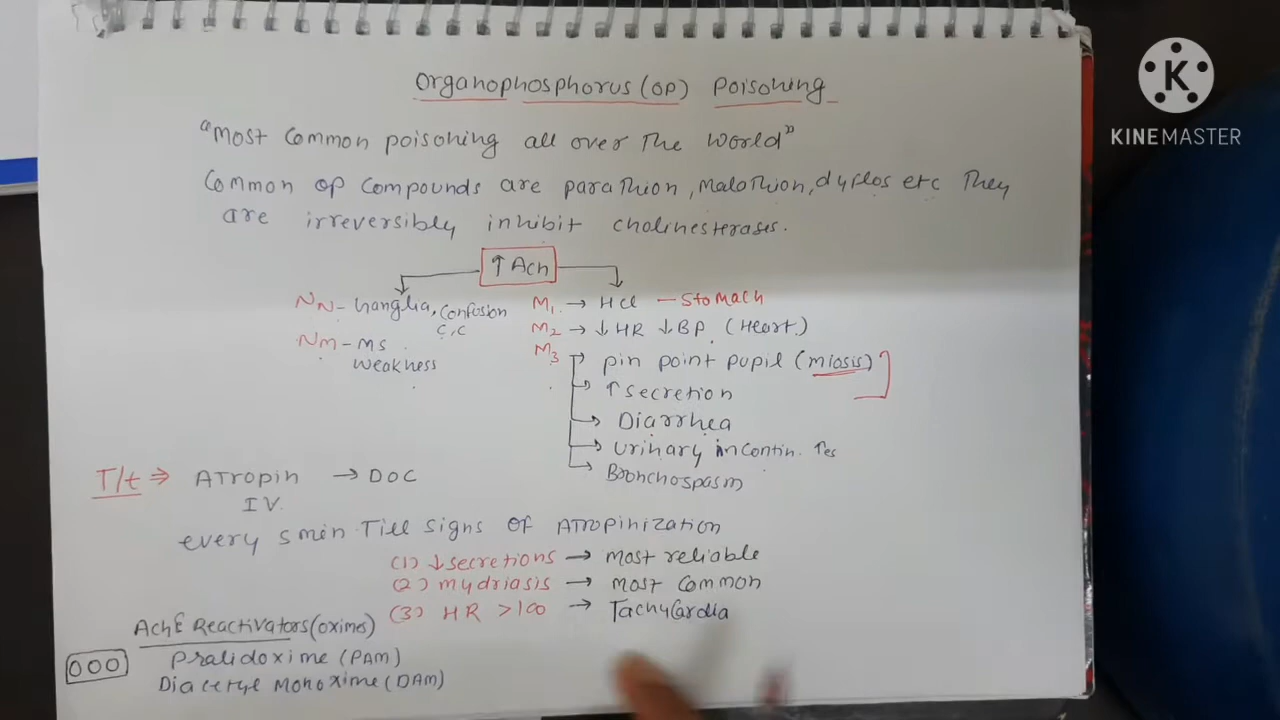 Organophosphorus (OP) Poisoning
"Most common poisoning all over The World"
Common OP compounds are parathion, Malathion, dyflos etc They
are irreversibly inhibit cholinesterases.
↑ Ach
NN - Ganglia, Confusion
C, C
NM - MS
weakness
M1 → Hcl - Stomach
M2 → ↓ HR ↓ BP (Heart)
M3
pin point pupil (miosis)
↑ Secretion
Diarrhea
Urinary incontin.
Bronchospasm
T/t ⇒ ATropin → DOC
IV.
every 5 min Till Signs of ATropinization
(1) ↓ secretions → most reliable
(2) mydriasis → most common
(3) HR > 100 → Tachycardia
AchE Reactivators (oximes)
000
Pralidoxime (PAM)
Diacetyl Monoxime (DAM)
K
KINEMASTER